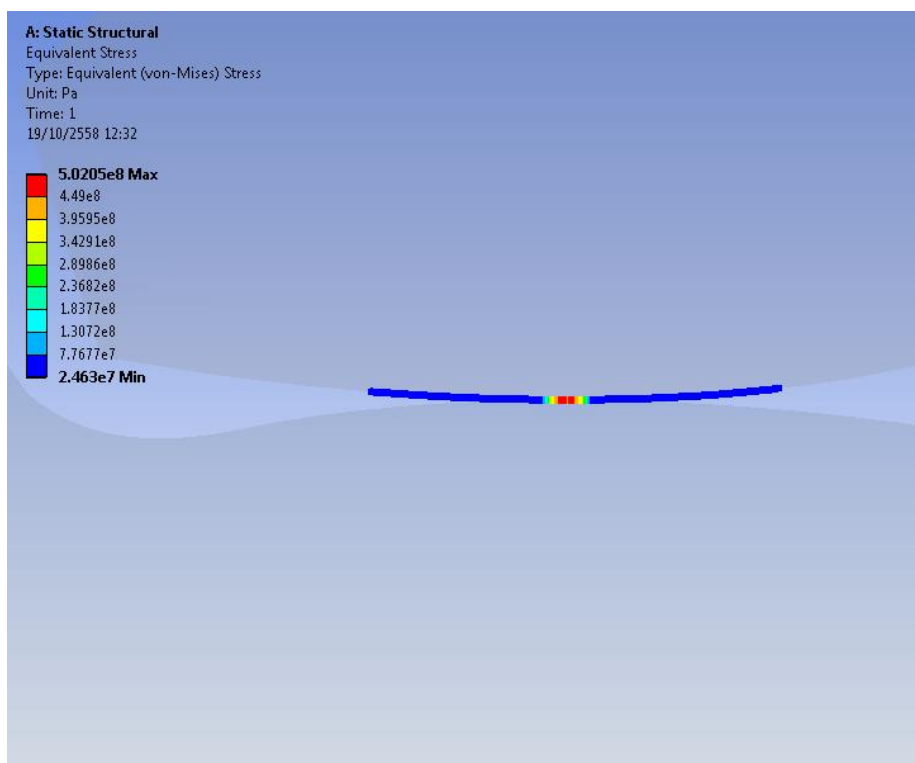 A: Static Structural
Equivalent Stress
Type: Equivalent (von-Mises) Stress
Unit: Pa
Time: 1
19/10/2558 12:32
5.0205e8 Max
4.49e8
3.9595e8
3.4291e8
2.8986e8
2.3682e8
1.8377e8
1.3072e8
7.7677e7
2.463e7 Min